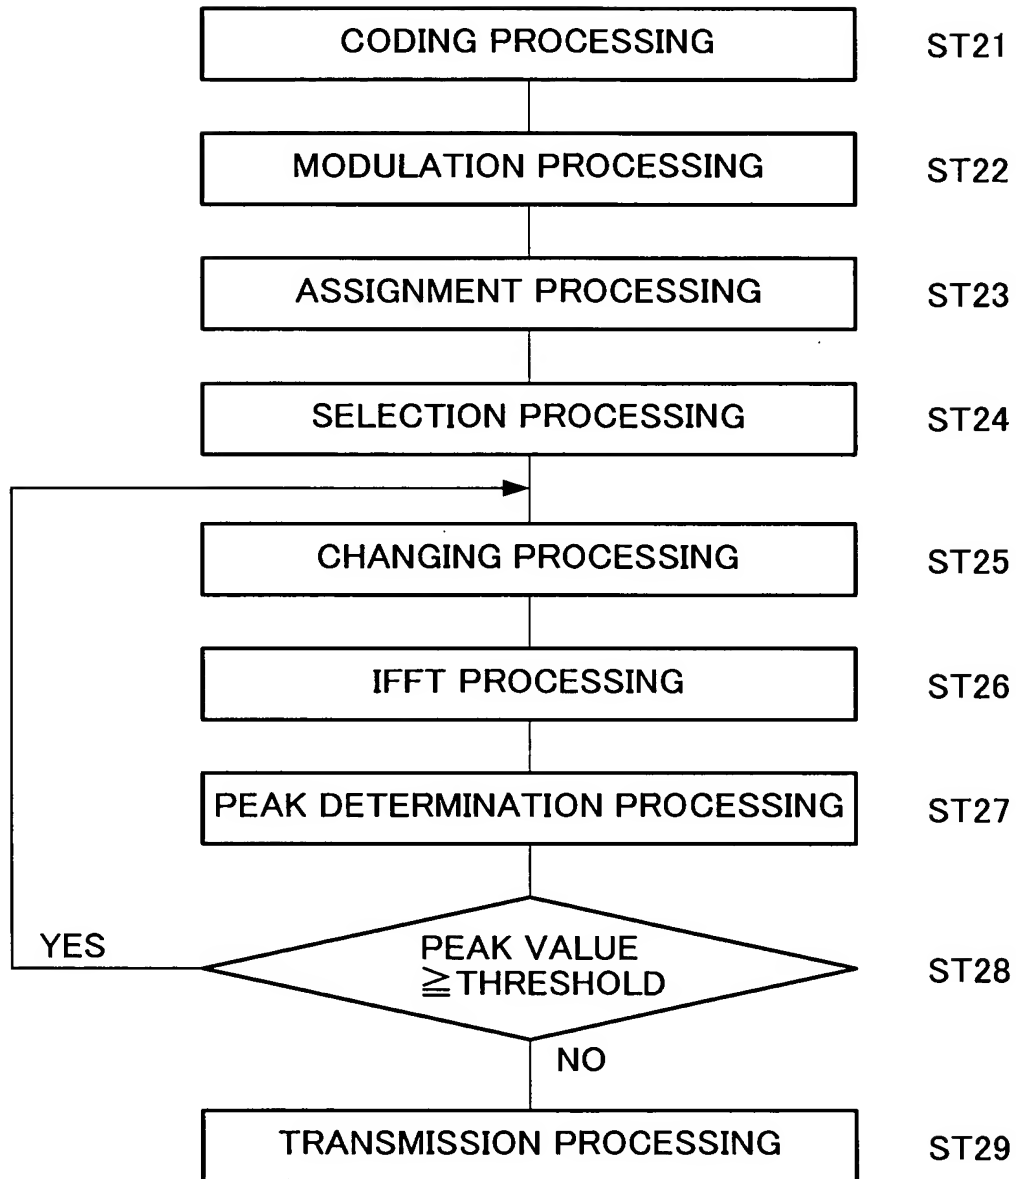 CODING PROCESSING ST21
MODULATION PROCESSING ST22
ASSIGNMENT PROCESSING ST23
SELECTION PROCESSING ST24
CHANGING PROCESSING ST25
IFFT PROCESSING ST26
PEAK DETERMINATION PROCESSING ST27
YES
PEAK VALUE
≧THRESHOLD
ST28
NO
TRANSMISSION PROCESSING ST29